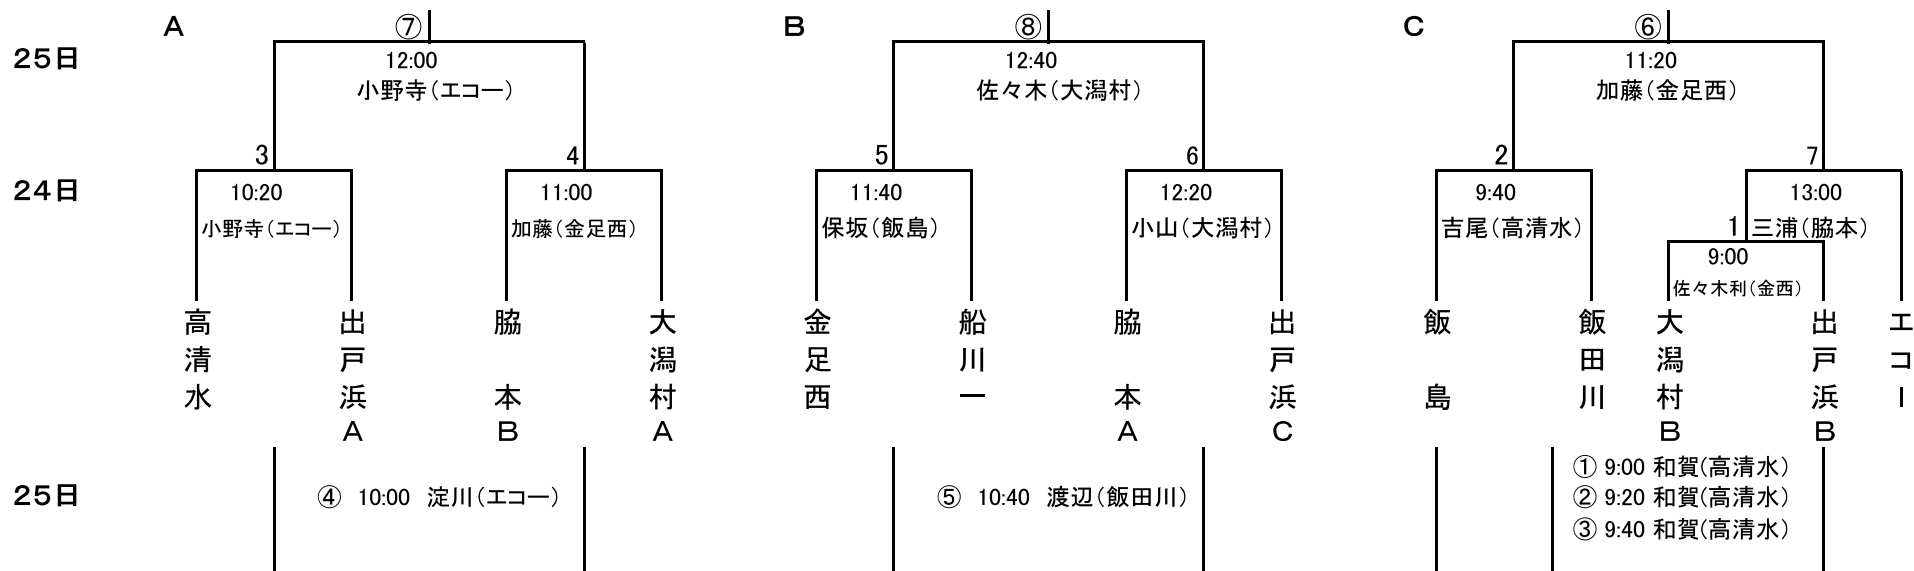 A ⑦ B ⑧ C ⑥
25日 12:00 12:40 11:20
小野寺(エコー) 佐々木(大潟村) 加藤(金足西)
3 4 5 6 2 7
24日 10:20 11:00 11:40 12:20 9:40 13:00
小野寺(エコー) 加藤(金足西) 保坂(飯島) 小山(大潟村) 吉尾(高清水) 1 三浦(脇本)
9:00
佐々木利(金西)
高清水
出戸浜A
脇本B
大潟村A
金足西
船川一
脇本A
出戸浜C
飯島
飯田川
大潟村B
出戸浜B
エコー
25日
④ 10:00 淀川(エコー)
⑤ 10:40 渡辺(飯田川)
① 9:00 和賀(高清水)
② 9:20 和賀(高清水)
③ 9:40 和賀(高清水)